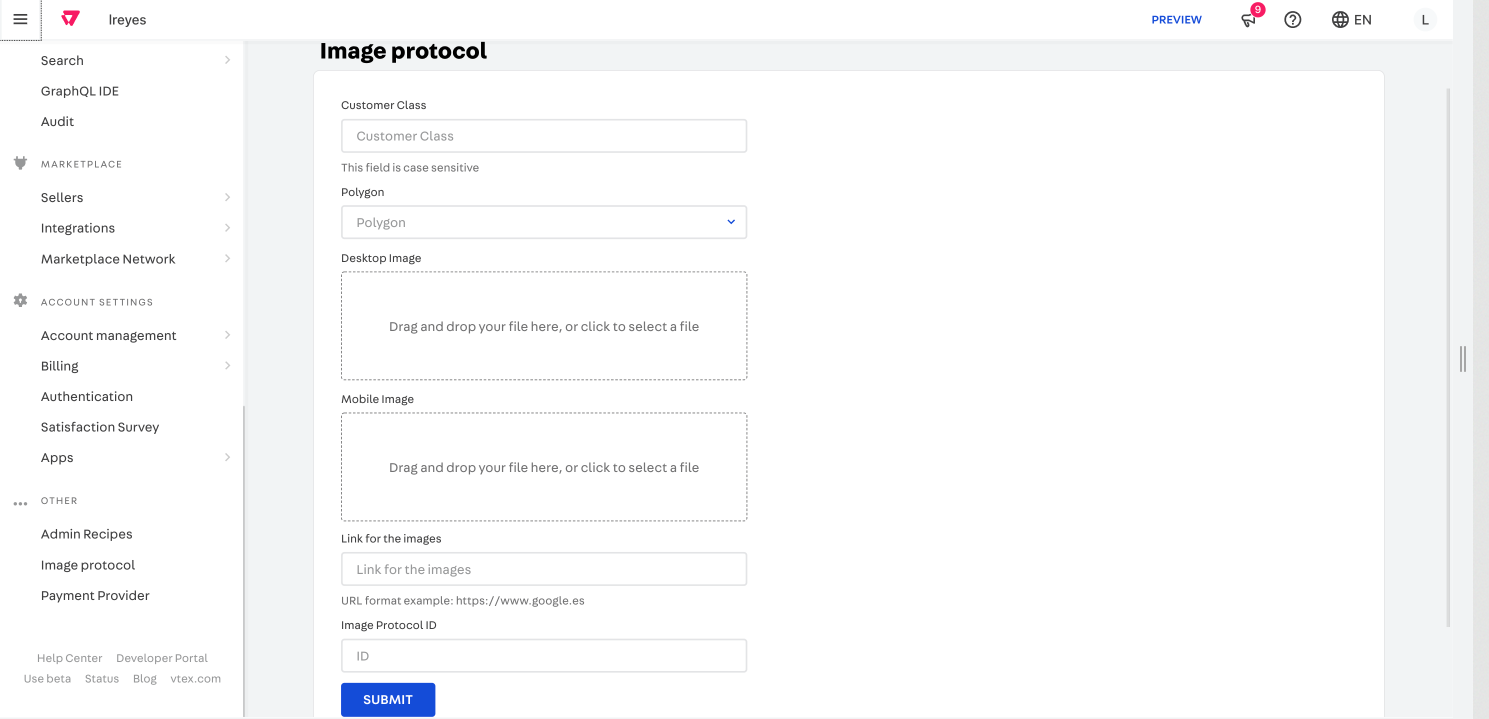 lreyes
PREVIEW
9
EN
L
Search
GraphQL IDE
Audit
MARKETPLACE
Sellers
Integrations
Marketplace Network
ACCOUNT SETTINGS
Account management
Billing
Authentication
Satisfaction Survey
Apps
OTHER
Admin Recipes
Image protocol
Payment Provider
Help Center Developer Portal
Use beta Status Blog vtex.com
Image protocol
Customer Class
Customer Class
This field is case sensitive
Polygon
Polygon
Desktop Image
Drag and drop your file here, or click to select a file
Mobile Image
Drag and drop your file here, or click to select a file
Link for the images
Link for the images
URL format example: https://www.google.es
Image Protocol ID
ID
SUBMIT